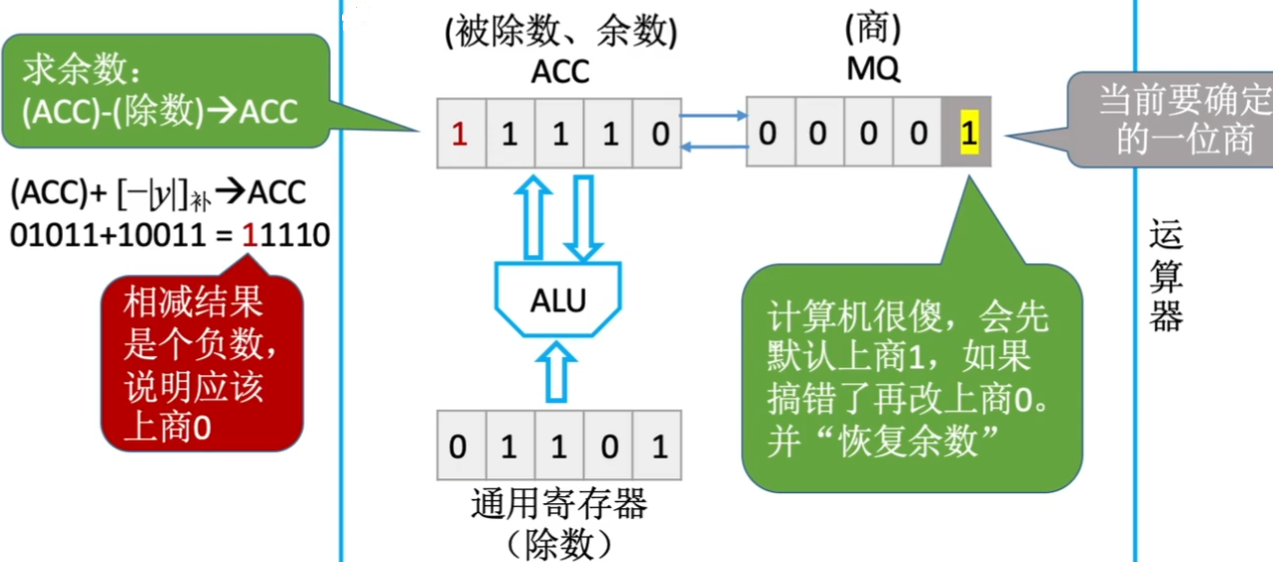 求余数：
(ACC)-(除数)→ACC
(ACC)+ [−|y|]补→ACC
01011+10011 = 11110
相减结果
是个负数，
说明应该
上商0
(被除数、余数)
ACC
1 1 1 1 0
(商)
MQ
0 0 0 0 1
当前要确定
的一位商
ALU
计算机很傻，会先
默认上商1，如果
搞错了再改上商0。
并“恢复余数”
0 1 1 0 1
通用寄存器
（除数）
运
算
器